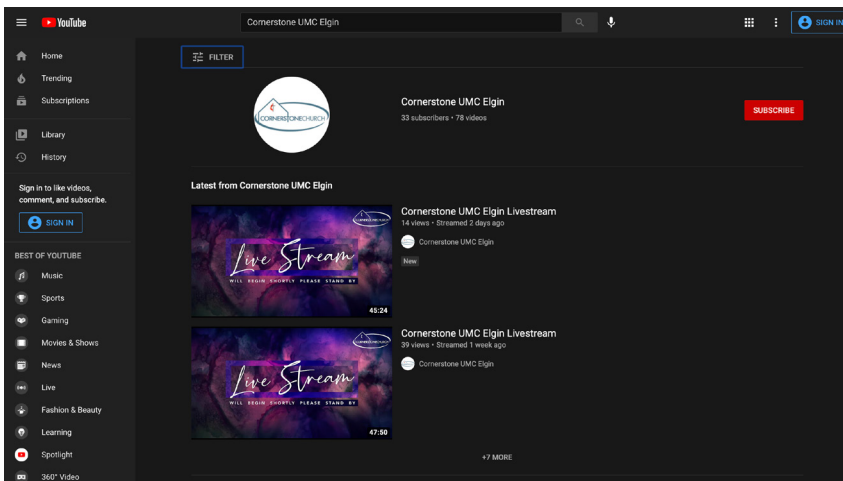 YouTube
Cornerstone UMC Elgin
SIGN IN
Home
Trending
Subscriptions
Library
History
Sign in to like videos,
comment, and subscribe.
SIGN IN
BEST OF YOUTUBE
Music
Sports
Gaming
Movies & Shows
News
Live
Fashion & Beauty
Learning
Spotlight
360° Video
FILTER
CORNERSTONECHURCH
Cornerstone UMC Elgin
33 subscribers • 78 videos
SUBSCRIBE
Latest from Cornerstone UMC Elgin
Live Stream
WILL BEGIN SHORTLY PLEASE STAND BY
45:24
Cornerstone UMC Elgin Livestream
14 views • Streamed 2 days ago
Cornerstone UMC Elgin
New
Live Stream
WILL BEGIN SHORTLY PLEASE STAND BY
47:50
Cornerstone UMC Elgin Livestream
39 views • Streamed 1 week ago
Cornerstone UMC Elgin
+7 MORE